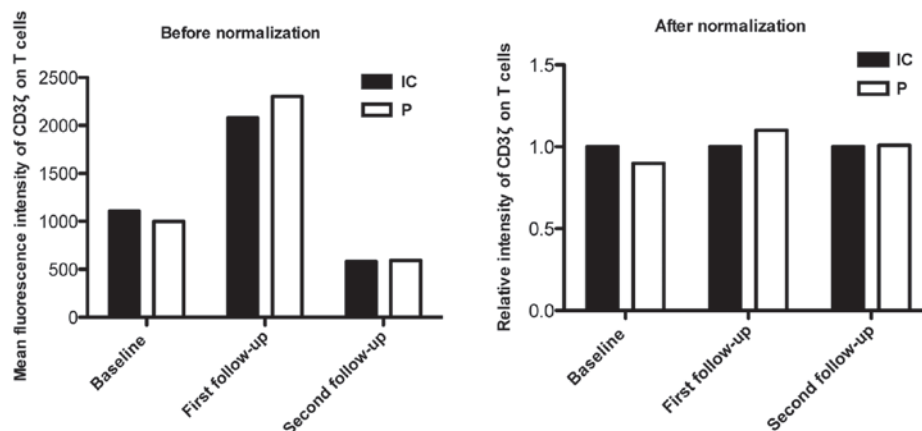 Before normalization
Mean fluorescence intensity of CD3ζ on T cells
2500
2000
1500
1000
500
0
IC
P
Baseline
First follow-up
Second follow-up
After normalization
Relative intensity of CD3ζ on T cells
1.5
1.0
0.5
0.0
IC
P
Baseline
First follow-up
Second follow-up